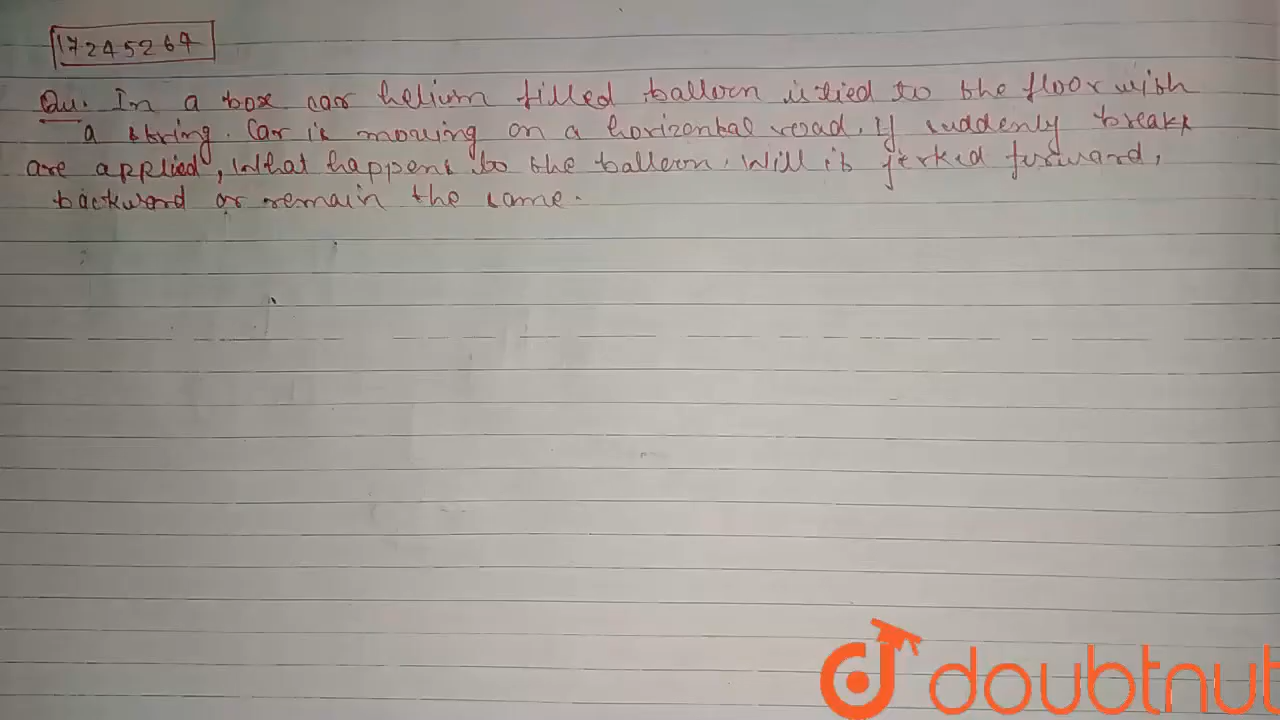 17245264
Qu. In a box car helium filled balloon is tied to the floor with
a string. Car is moving on a horizontal road. If suddenly breaks
are applied, What happens to the balloon. Will it jerked forward,
backward or remain the same.
doubtnut